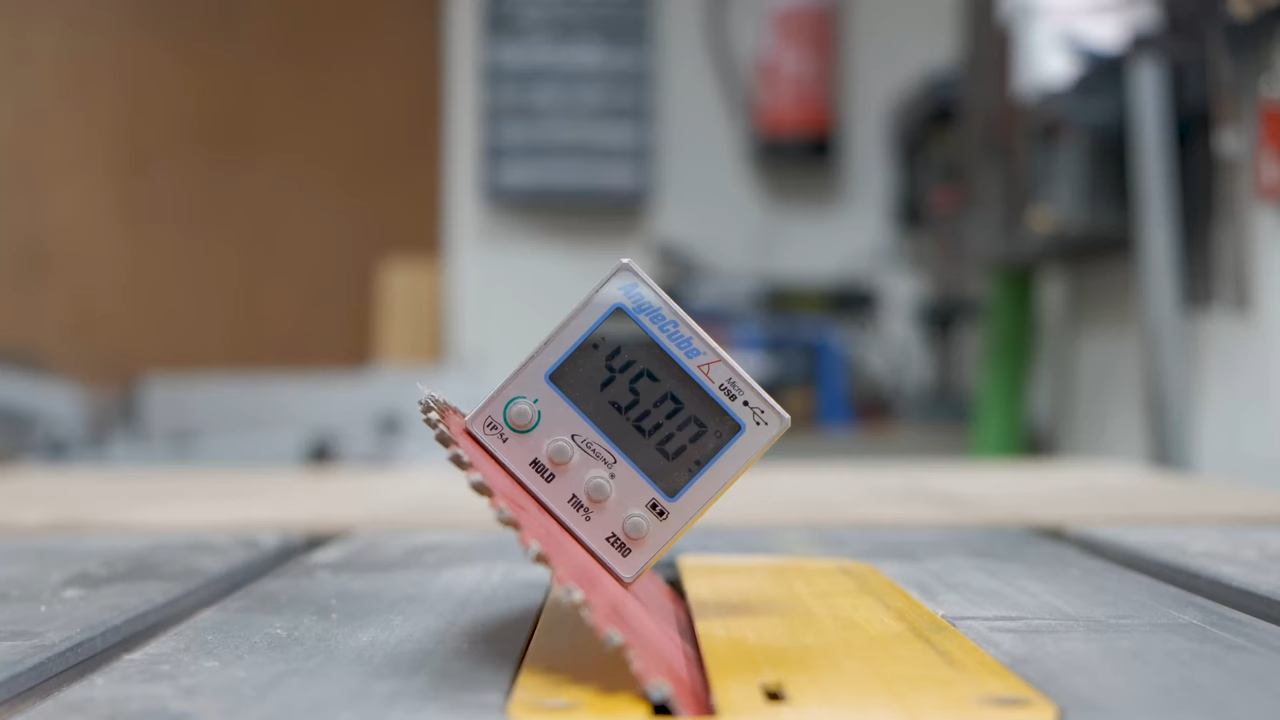 AngleCube®
Micro
USB
45.00°
IP54
HOLD
iGAGING®
Tilt%
ZERO